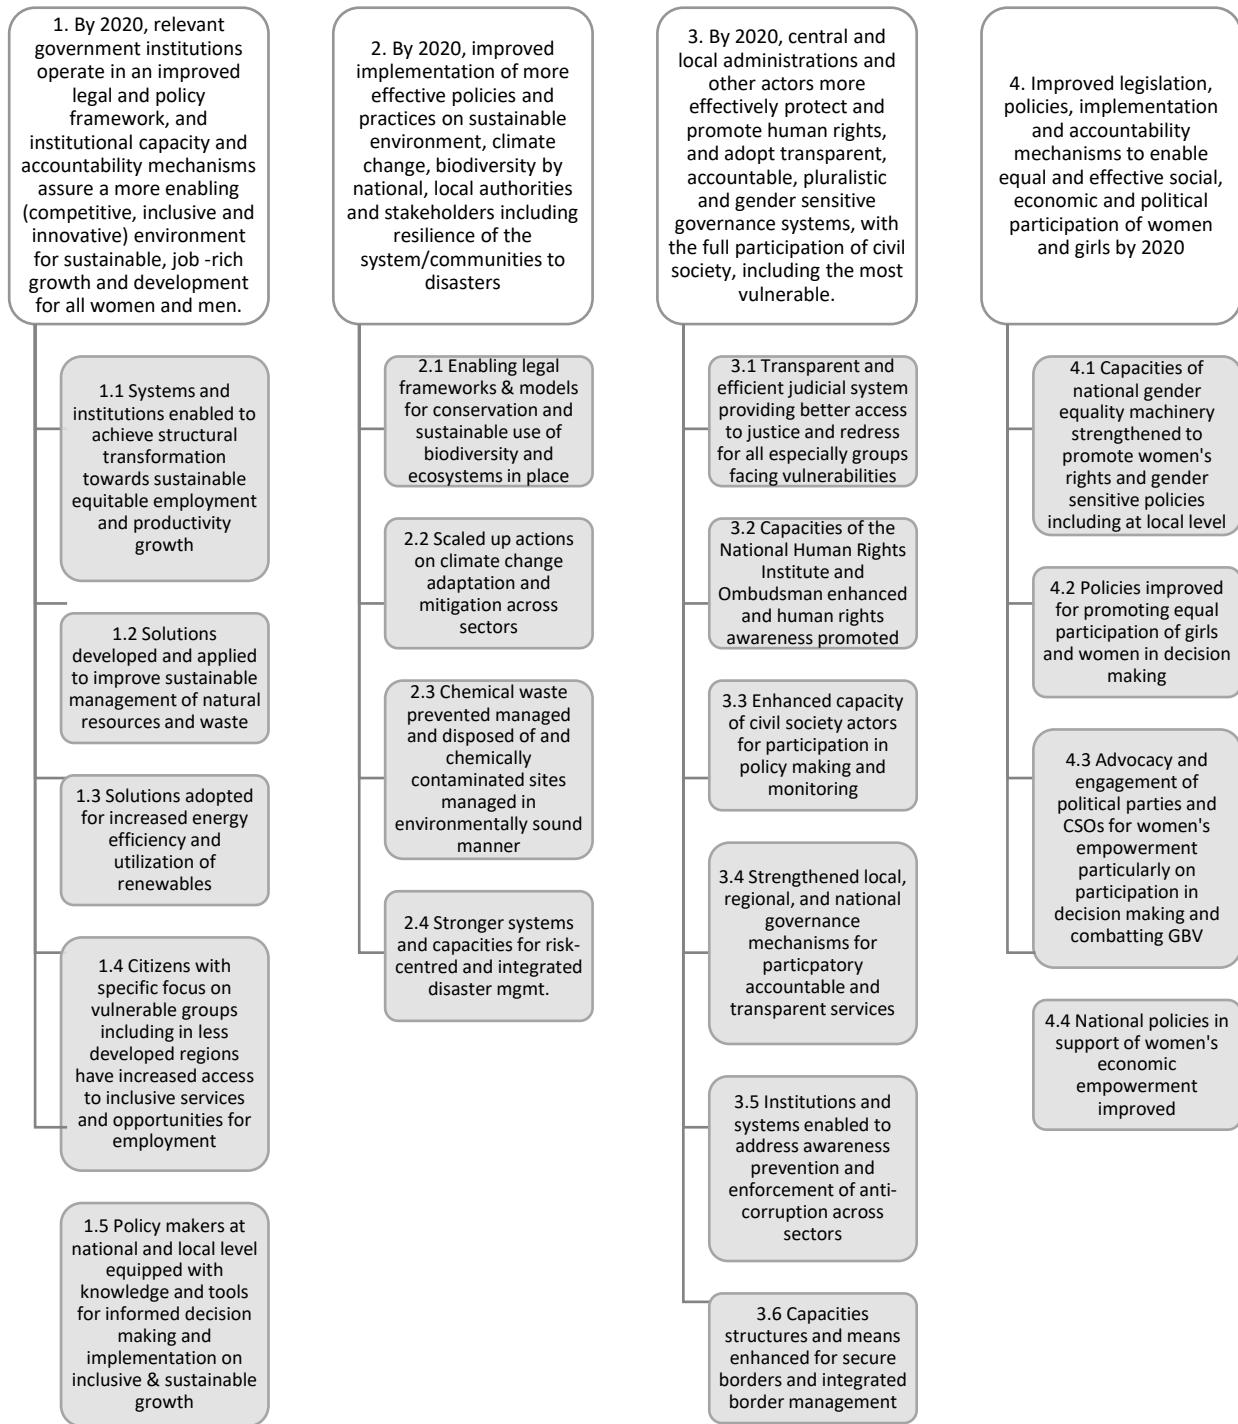 1. By 2020, relevant
government institutions
operate in an improved
legal and policy
framework, and
institutional capacity and
accountability mechanisms
assure a more enabling
(competitive, inclusive and
innovative) environment
for sustainable, job -rich
growth and development
for all women and men.
1.1 Systems and
institutions enabled to
achieve structural
transformation
towards sustainable
equitable employment
and productivity
growth
1.2 Solutions
developed and applied
to improve sustainable
management of natural
resources and waste
1.3 Solutions adopted
for increased energy
efficiency and
utilization of
renewables
1.4 Citizens with
specific focus on
vulnerable groups
including in less
developed regions
have increased access
to inclusive services
and opportunities for
employment
1.5 Policy makers at
national and local level
equipped with
knowledge and tools
for informed decision
making and
implementation on
inclusive & sustainable
growth
2. By 2020, improved
implementation of more
effective policies and
practices on sustainable
environment, climate
change, biodiversity by
national, local authorities
and stakeholders including
resilience of the
system/communities to
disasters
2.1 Enabling legal
frameworks & models
for conservation and
sustainable use of
biodiversity and
ecosystems in place
2.2 Scaled up actions
on climate change
adaptation and
mitigation across
sectors
2.3 Chemical waste
prevented managed
and disposed of and
chemically
contaminated sites
managed in
environmentally sound
manner
2.4 Stronger systems
and capacities for risk-
centred and integrated
disaster mgmt.
3. By 2020, central and
local administrations and
other actors more
effectively protect and
promote human rights,
and adopt transparent,
accountable, pluralistic
and gender sensitive
governance systems, with
the full participation of civil
society, including the most
vulnerable.
3.1 Transparent and
efficient judicial system
providing better access
to justice and redress
for all especially groups
facing vulnerabilities
3.2 Capacities of the
National Human Rights
Institute and
Ombudsman enhanced
and human rights
awareness promoted
3.3 Enhanced capacity
of civil society actors
for participation in
policy making and
monitoring
3.4 Strengthened local,
regional, and national
governance
mechanisms for
particpatory
accountable and
transparent services
3.5 Institutions and
systems enabled to
address awareness
prevention and
enforcement of anti-
corruption across
sectors
3.6 Capacities
structures and means
enhanced for secure
borders and integrated
border management
4. Improved legislation,
policies, implementation
and accountability
mechanisms to enable
equal and effective social,
economic and political
participation of women
and girls by 2020
4.1 Capacities of
national gender
equality machinery
strengthened to
promote women's
rights and gender
sensitive policies
including at local level
4.2 Policies improved
for promoting equal
participation of girls
and women in decision
making
4.3 Advocacy and
engagement of
political parties and
CSOs for women's
empowerment
particularly on
participation in
decision making and
combatting GBV
4.4 National policies in
support of women's
economic
empowerment
improved